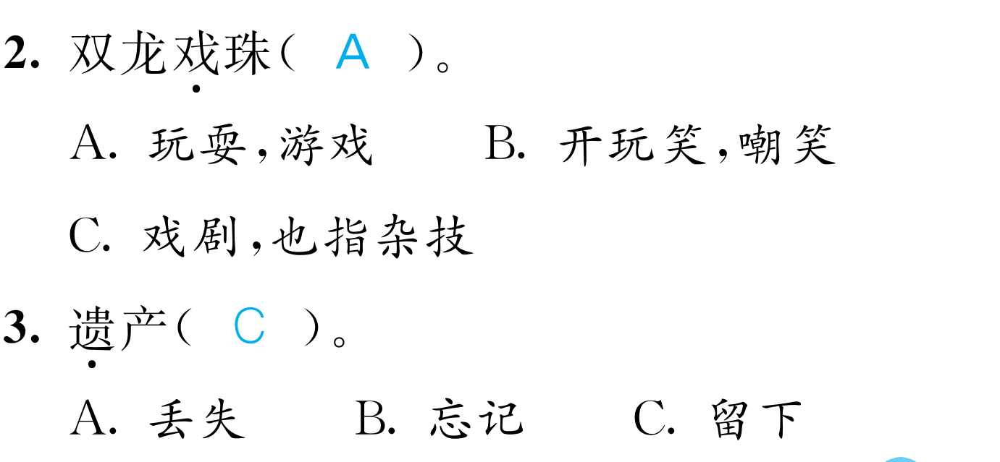 2. 双龙戏珠( A )。
A. 玩耍,游戏 B. 开玩笑,嘲笑
C. 戏剧,也指杂技
3. 遗产( C )。
A. 丢失 B. 忘记 C. 留下